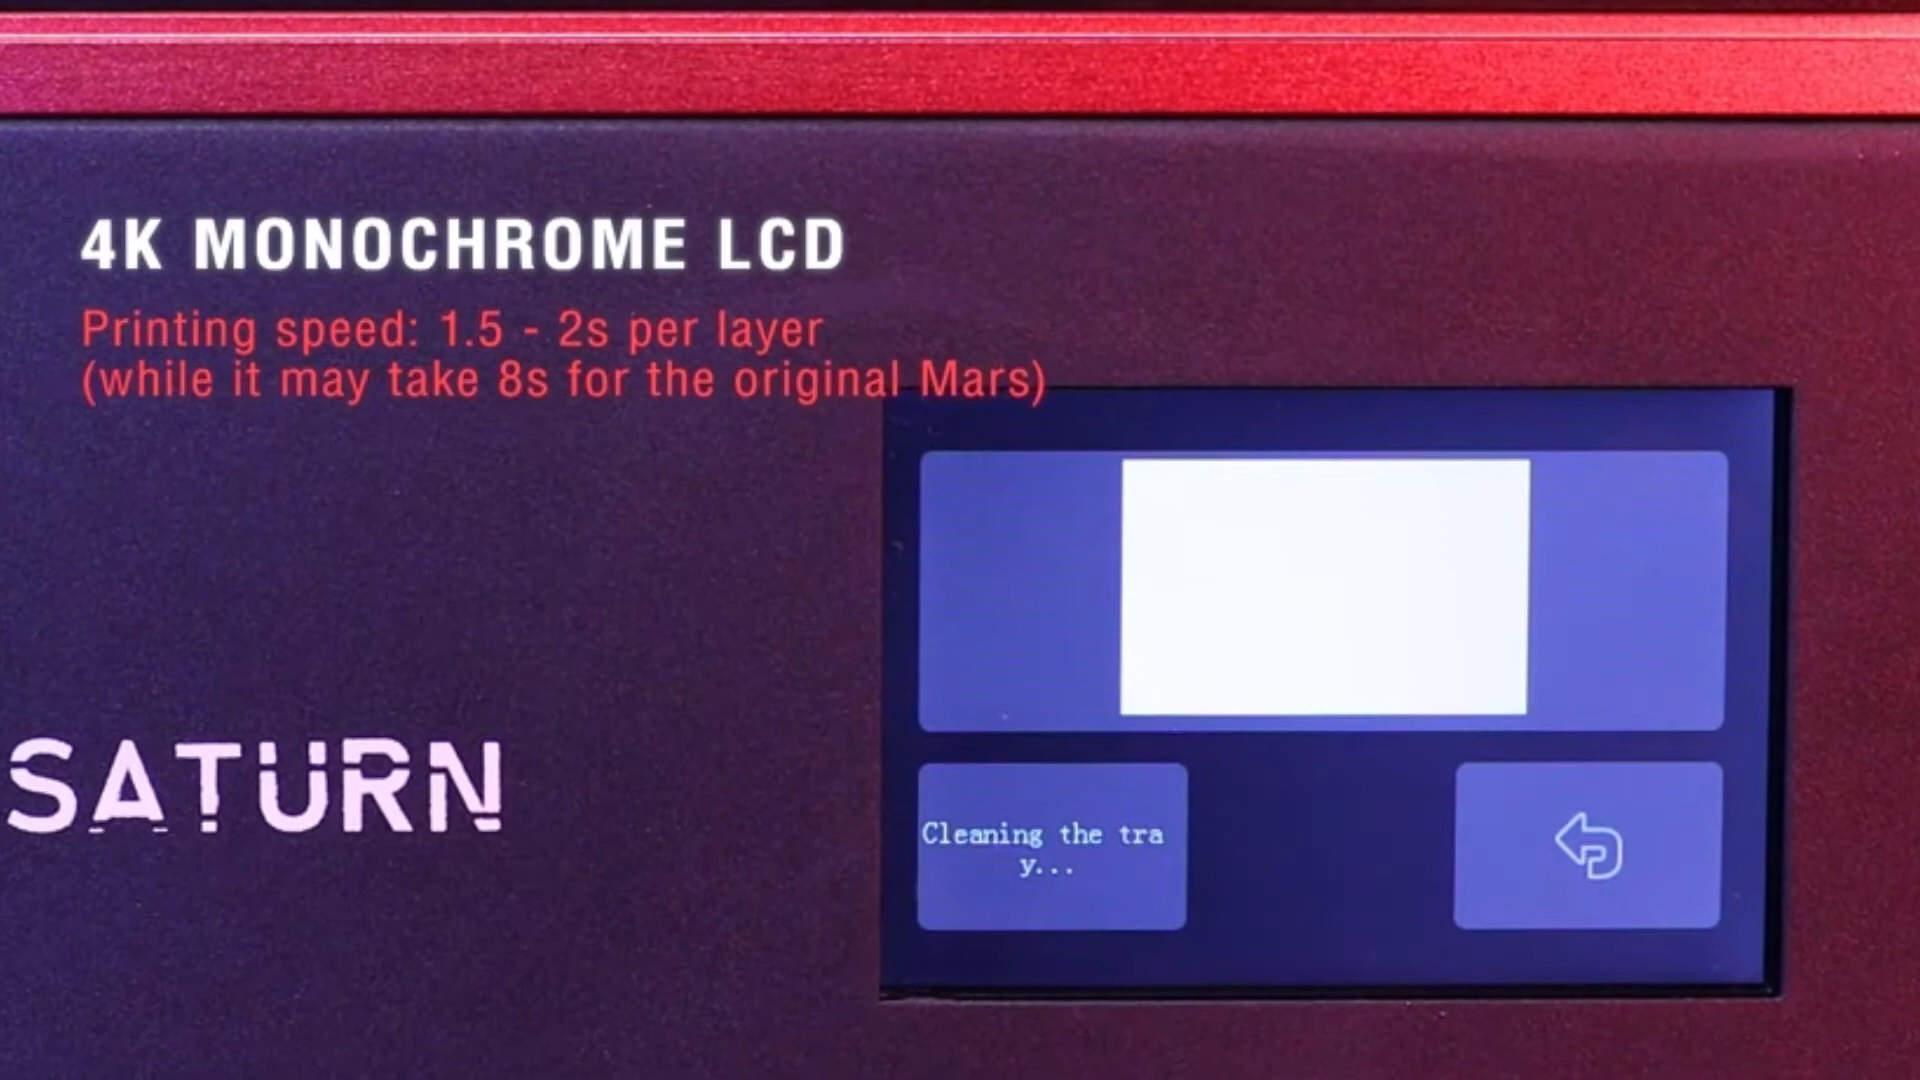 4K MONOCHROME LCD
Printing speed: 1.5 - 2s per layer
(while it may take 8s for the original Mars)
SATURN
Cleaning the tra
y...